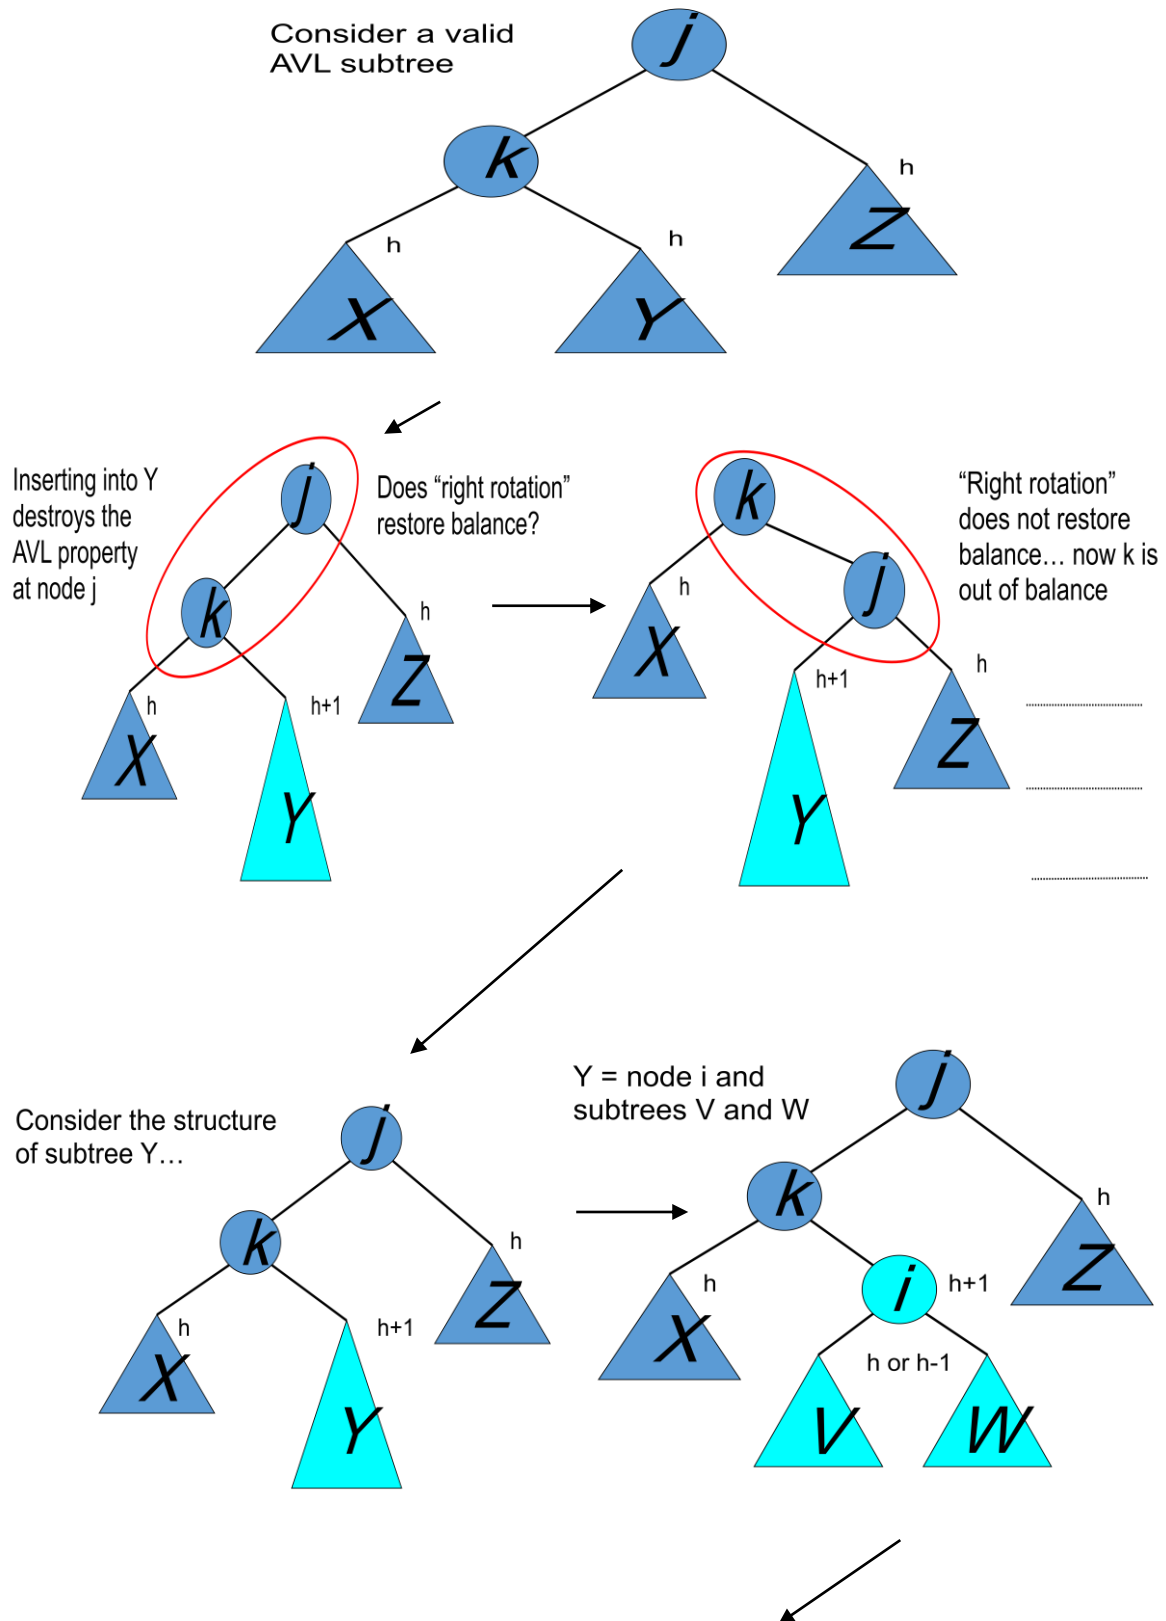 Consider a valid
AVL subtree
j
k
h
Z
h
h
X
Y
Inserting into Y
destroys the
AVL property
at node j
j
Does “right rotation”
restore balance?
k
h
Z
h
X
h+1
Y
k
“Right rotation”
does not restore
balance… now k is
out of balance
j
h
X
h+1
h
Y
Z
Consider the structure
of subtree Y…
j
k
h
Z
h
X
h+1
Y
Y = node i and
subtrees V and W
j
k
h
Z
h
X
i
h+1
h or h-1
V
W